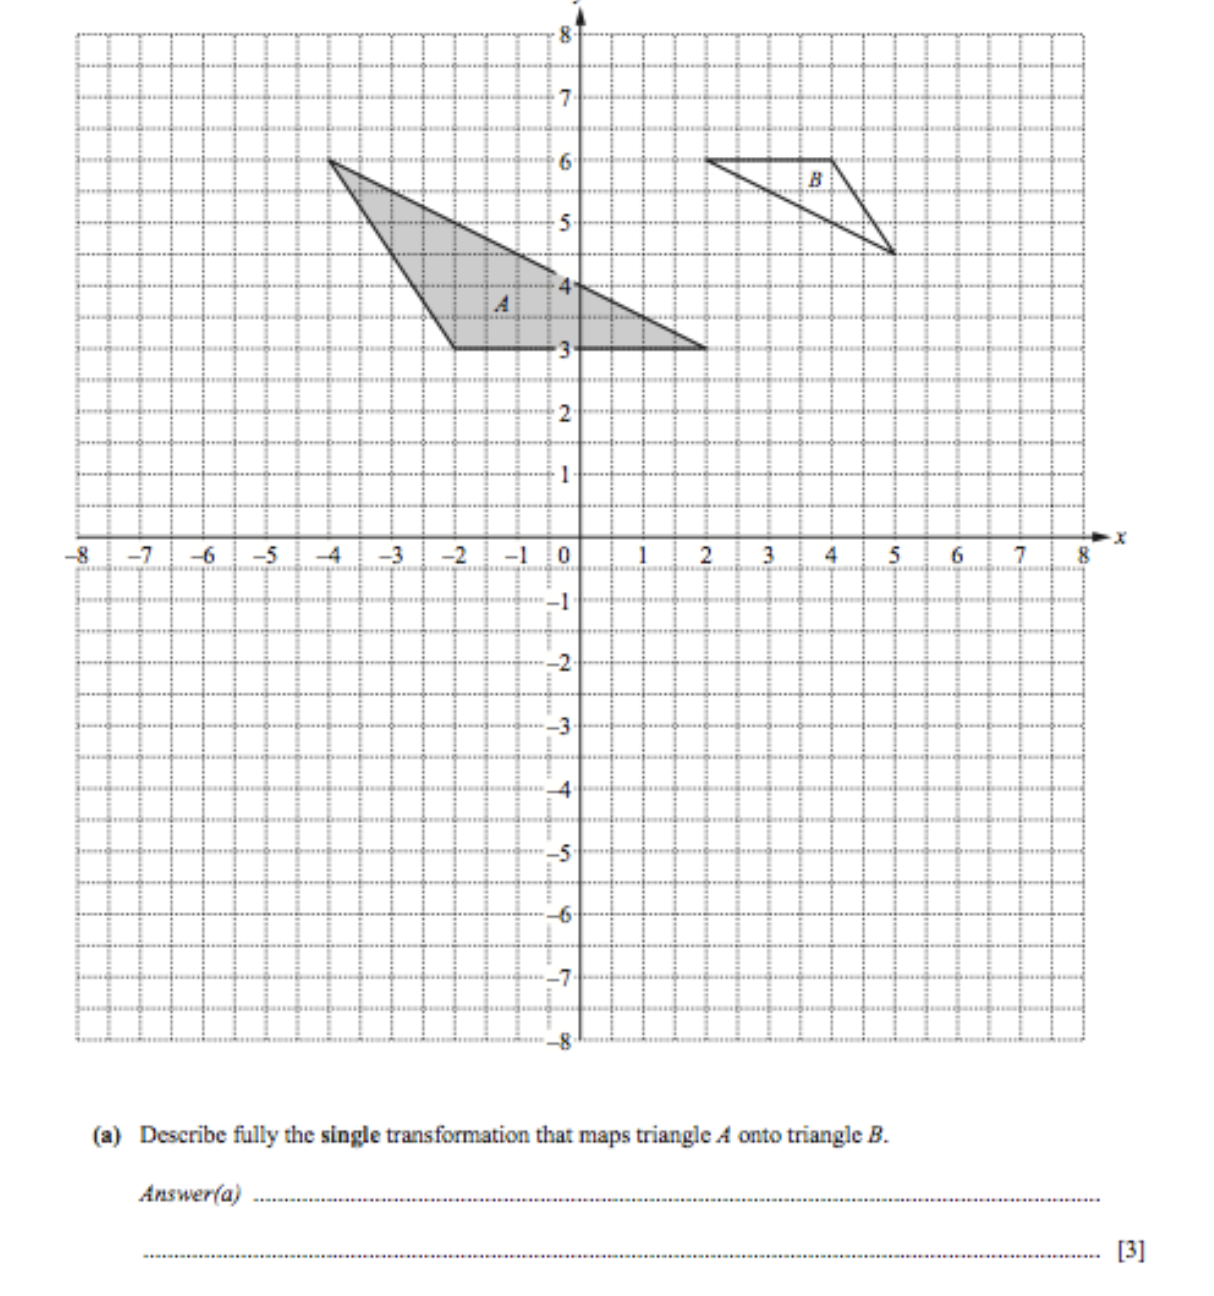 8
7
6
B
5
4
A
3
2
1
x
–8 –7 –6 –5 –4 –3 –2 –1 0 1 2 3 4 5 6 7 8
–1
–2
–3
–4
–5
–6
–7
–8
(a) Describe fully the single transformation that maps triangle A onto triangle B.
Answer(a) ........................................................................
........................................................................ [3]